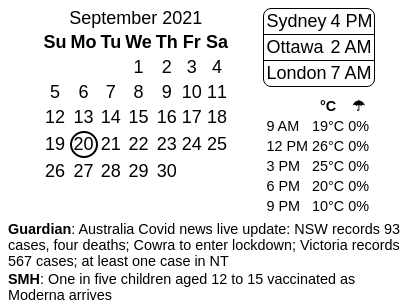 September 2021
Su Mo Tu We Th Fr Sa
1 2 3 4
5 6 7 8 9 10 11
12 13 14 15 16 17 18
19 20 21 22 23 24 25
26 27 28 29 30
Sydney 4 PM
Ottawa 2 AM
London 7 AM
°C ☂
9 AM 19°C 0%
12 PM 26°C 0%
3 PM 25°C 0%
6 PM 20°C 0%
9 PM 10°C 0%
Guardian: Australia Covid news live update: NSW records 93
cases, four deaths; Cowra to enter lockdown; Victoria records
567 cases; at least one case in NT
SMH: One in five children aged 12 to 15 vaccinated as
Moderna arrives